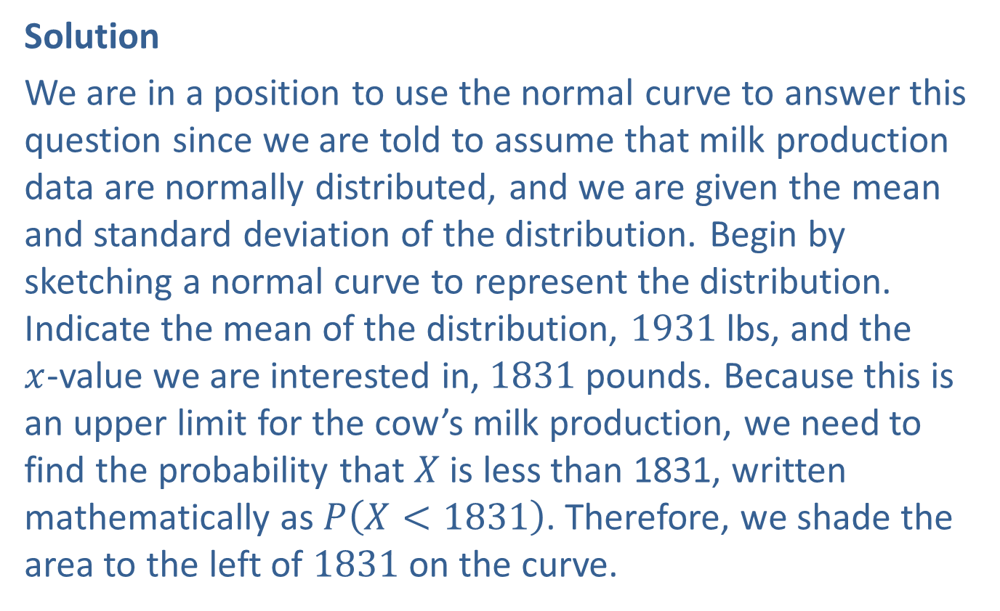 Solution
We are in a position to use the normal curve to answer this
question since we are told to assume that milk production
data are normally distributed, and we are given the mean
and standard deviation of the distribution. Begin by
sketching a normal curve to represent the distribution.
Indicate the mean of the distribution, 1931 lbs, and the
x-value we are interested in, 1831 pounds. Because this is
an upper limit for the cow’s milk production, we need to
find the probability that X is less than 1831, written
mathematically as P(X < 1831). Therefore, we shade the
area to the left of 1831 on the curve.